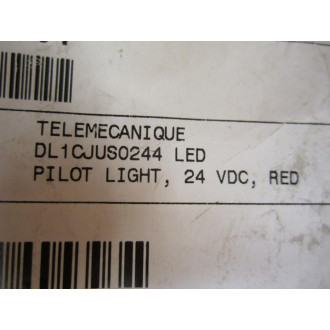 TELEMECANIQUE
DL1CJUS0244 LED
PILOT LIGHT, 24 VDC, RED